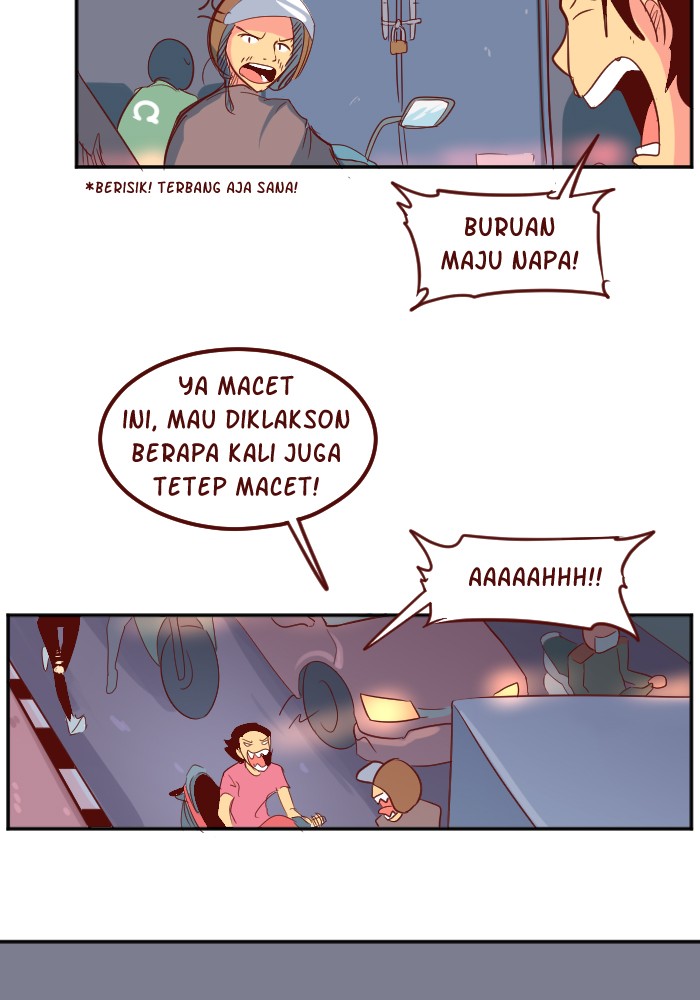 *BERISIK! TERBANG AJA SANA!
BURUAN
MAJU NAPA!
YA MACET
INI, MAU DIKLAKSON
BERAPA KALI JUGA
TETEP MACET!
AAAAAHHH!!